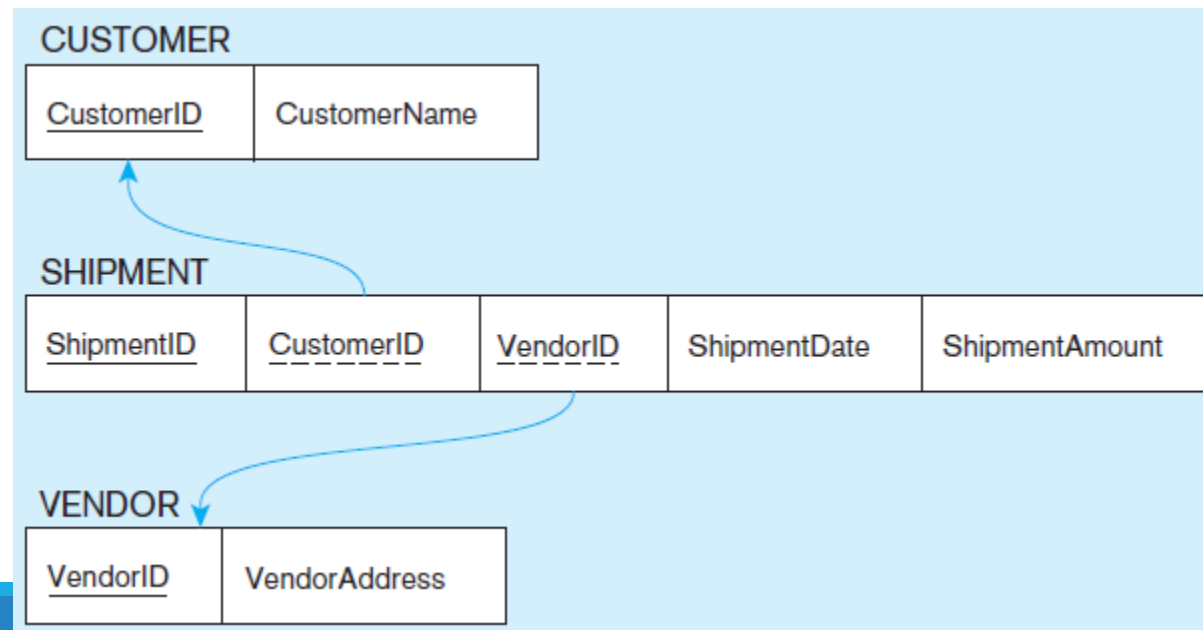 CUSTOMER
CustomerID CustomerName
SHIPMENT
ShipmentID CustomerID VendorID ShipmentDate ShipmentAmount
VENDOR
VendorID VendorAddress